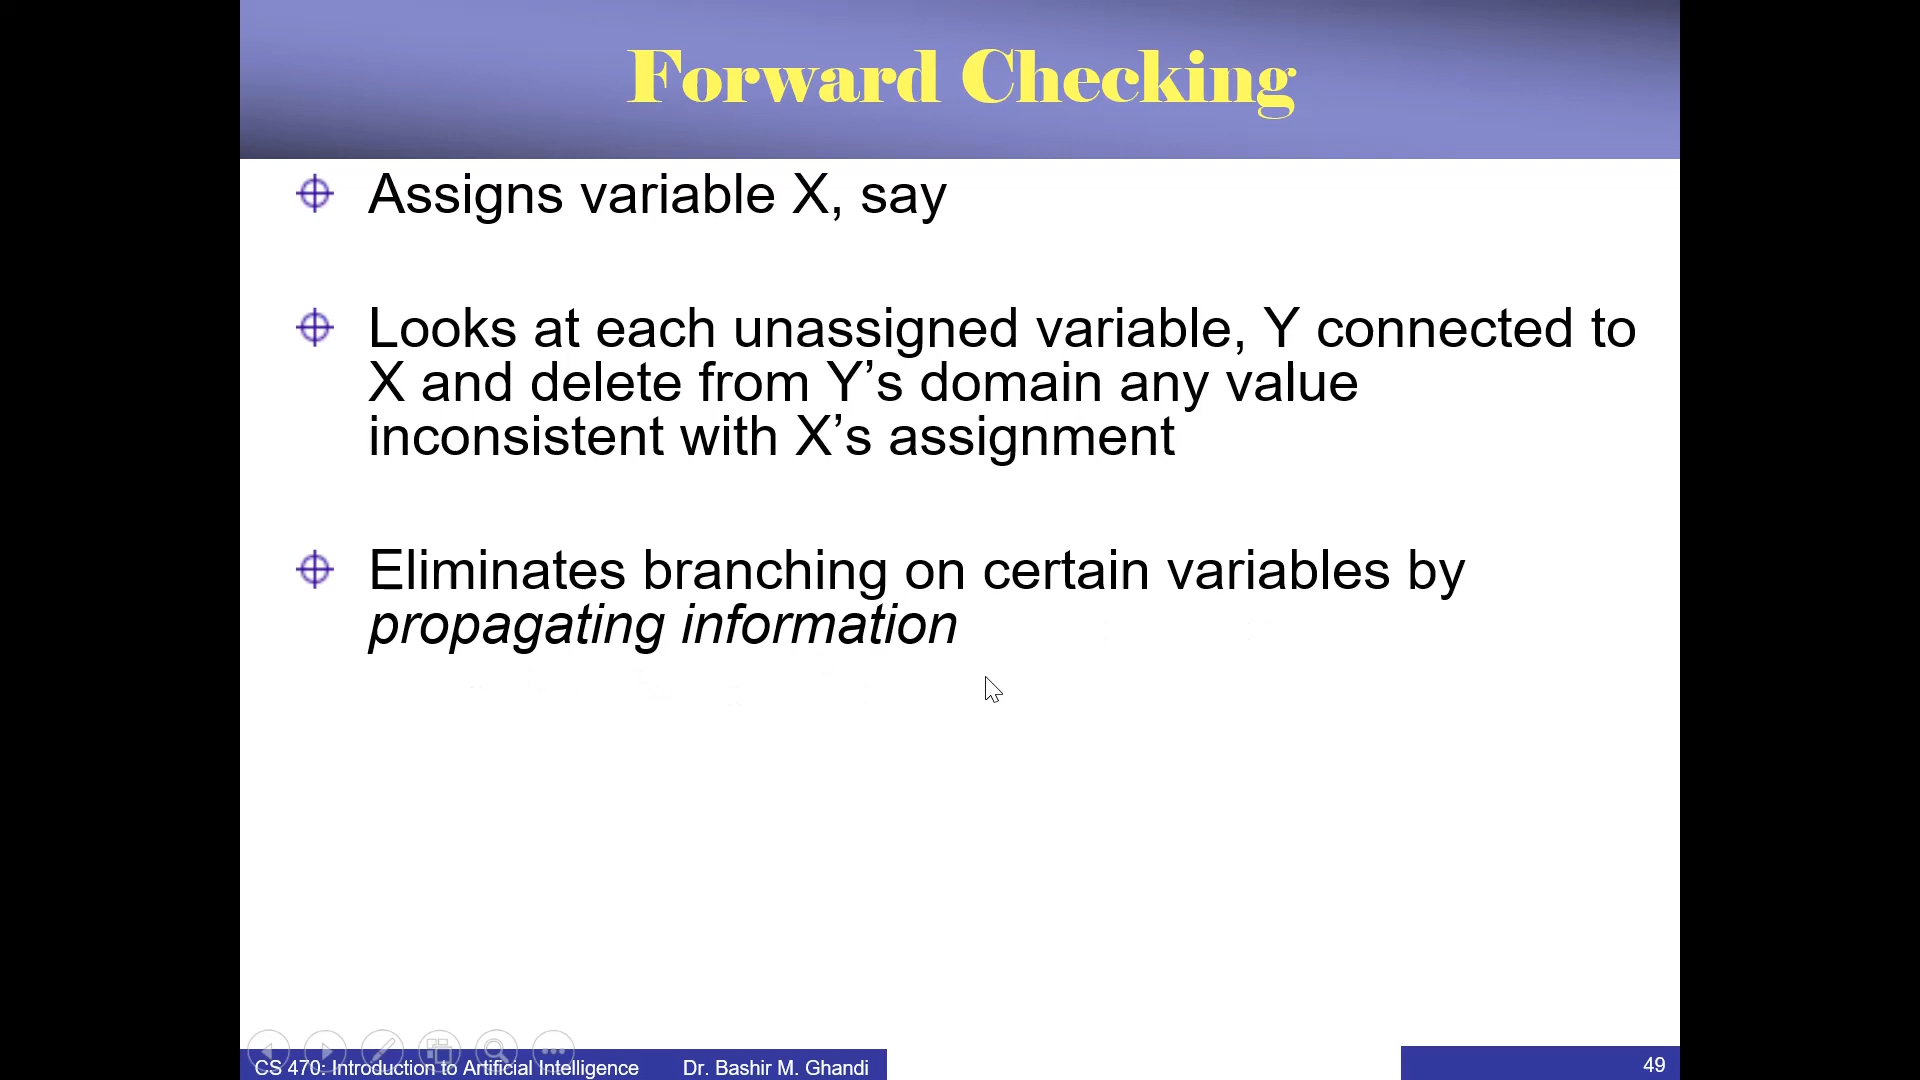 Forward Checking
Assigns variable X, say
Looks at each unassigned variable, Y connected to
X and delete from Y’s domain any value
inconsistent with X’s assignment
Eliminates branching on certain variables by
propagating information
CS 470: Introduction to Artificial Intelligence Dr. Bashir M. Ghandi
49